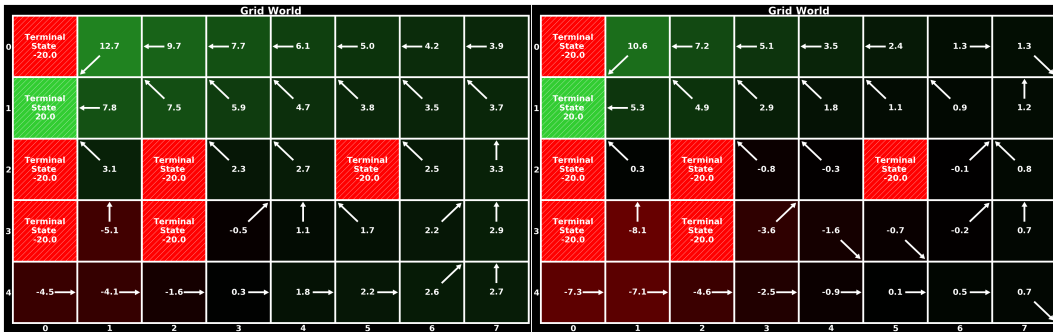 Grid World
0 Terminal State -20.0 12.7 9.7 7.7 6.1 5.0 4.2 3.9
1 Terminal State 20.0 7.8 7.5 5.9 4.7 3.8 3.5 3.7
2 Terminal State -20.0 3.1 Terminal State -20.0 2.3 2.7 Terminal State -20.0 2.5 3.3
3 Terminal State -20.0 -5.1 Terminal State -20.0 -0.5 1.1 1.7 2.2 2.9
4 -4.5 -4.1 -1.6 0.3 1.8 2.2 2.6 2.7
0 1 2 3 4 5 6 7
Grid World
0 Terminal State -20.0 10.6 7.2 5.1 3.5 2.4 1.3 1.3
1 Terminal State 20.0 5.3 4.9 2.9 1.8 1.1 0.9 1.2
2 Terminal State -20.0 0.3 Terminal State -20.0 -0.8 -0.3 Terminal State -20.0 -0.1 0.8
3 Terminal State -20.0 -8.1 Terminal State -20.0 -3.6 -1.6 -0.7 -0.2 0.7
4 -7.3 -7.1 -4.6 -2.5 -0.9 0.1 0.5 0.7
0 1 2 3 4 5 6 7